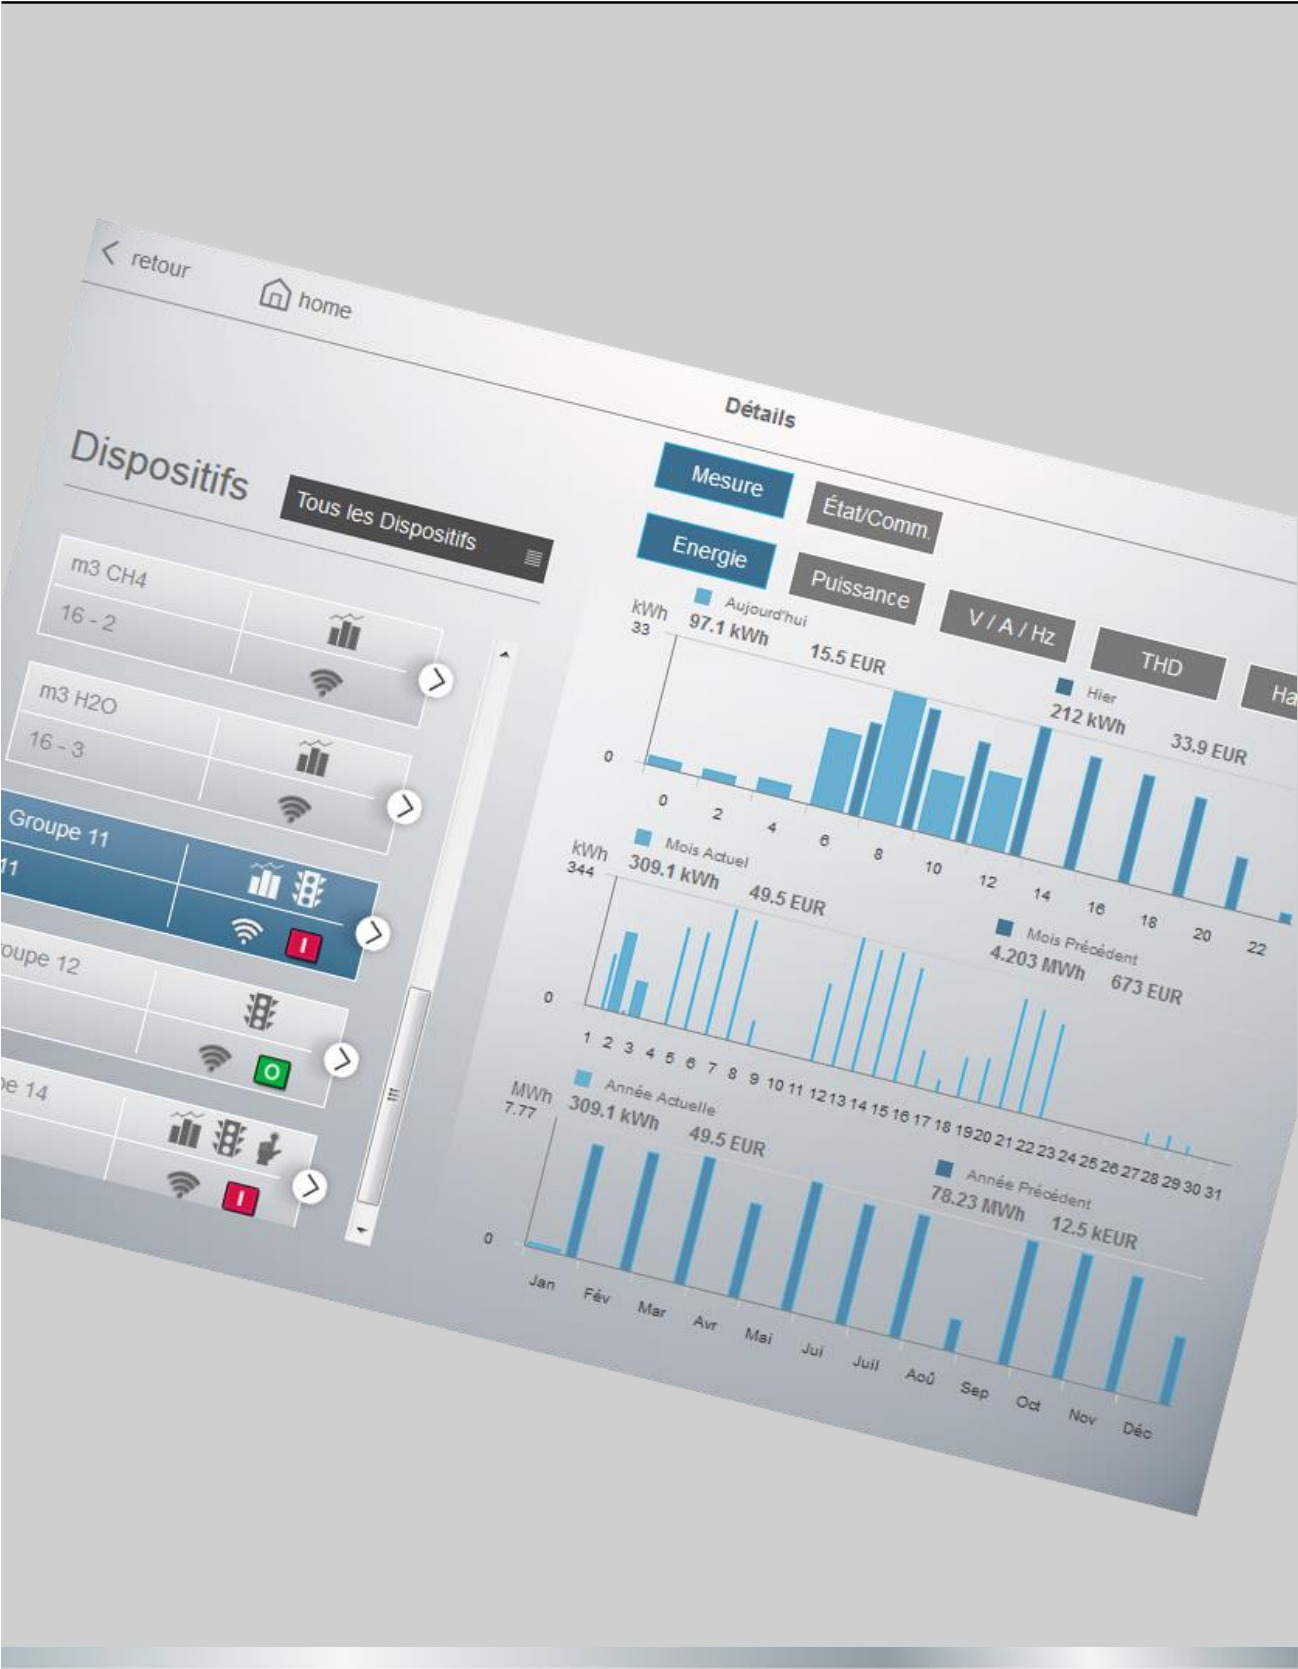 retour
home
Détails
Dispositifs
Tous les Dispositifs
m3 CH4
16 - 2
m3 H2O
16 - 3
Groupe 11
11
oupe 12
pe 14
Mesure
État/Comm.
Energie
Puissance
V / A / Hz
THD
Ha
kWh
33
0
Aujourd'hui
97.1 kWh 15.5 EUR
Hier
212 kWh 33.9 EUR
0 2 4 6 8 10 12 14 16 18 20 22
kWh
344
0
Mois Actuel
309.1 kWh 49.5 EUR
Mois Précédent
4.203 MWh 673 EUR
1 2 3 4 5 6 7 8 9 10 11 12 13 14 15 16 17 18 19 20 21 22 23 24 25 26 27 28 29 30 31
MWh
7.77
0
Année Actuelle
309.1 kWh 49.5 EUR
Année Précédent
78.23 MWh 12.5 kEUR
Jan Fév Mar Avr Mai Jui Juil Aoû Sep Oct Nov Déc